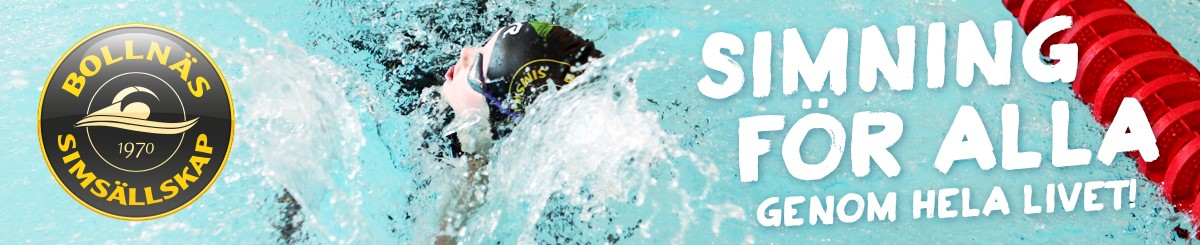 BOLLNÄS
1970
SIMSÄLLSKAP
SIMNING
FÖR ALLA
GENOM HELA LIVET!